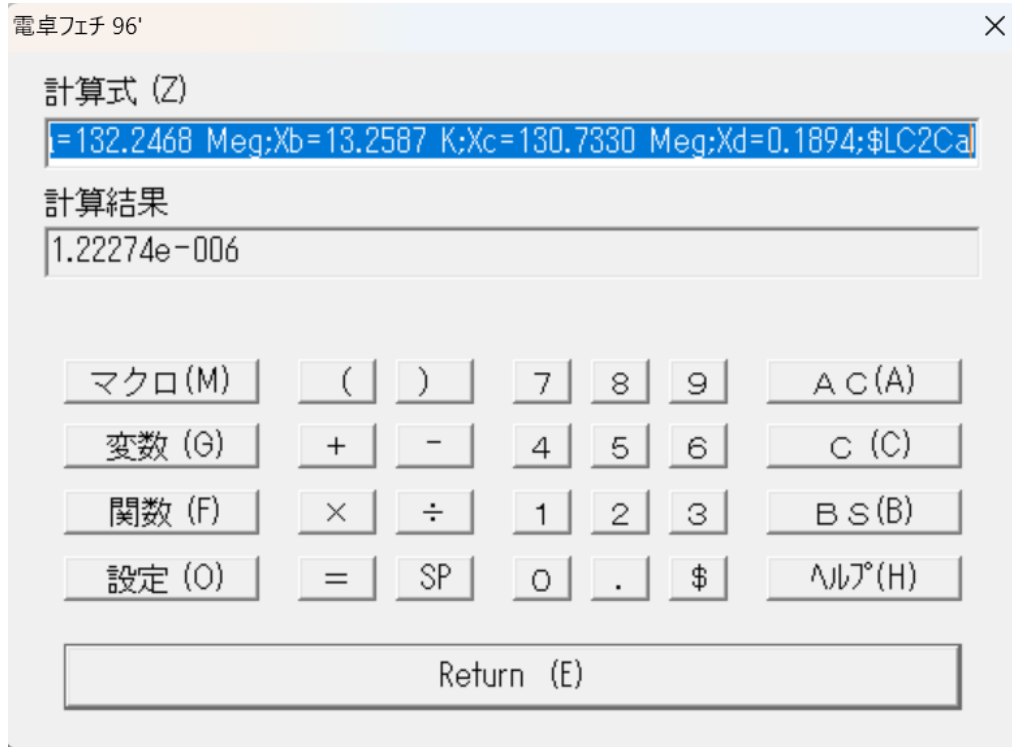 電卓フェチ 96'
計算式 (Z)
=132.2468 Meg;Xb=13.2587 K;Xc=130.7330 Meg;Xd=0.1894;$LC2Cal
計算結果
1.22274e-006
マクロ(M) ( ) 7 8 9 AC(A)
変数 (G) + - 4 5 6 C (C)
関数 (F) × ÷ 1 2 3 BS(B)
設定 (O) = SP 0 . $ ヘルプ(H)
Return (E)